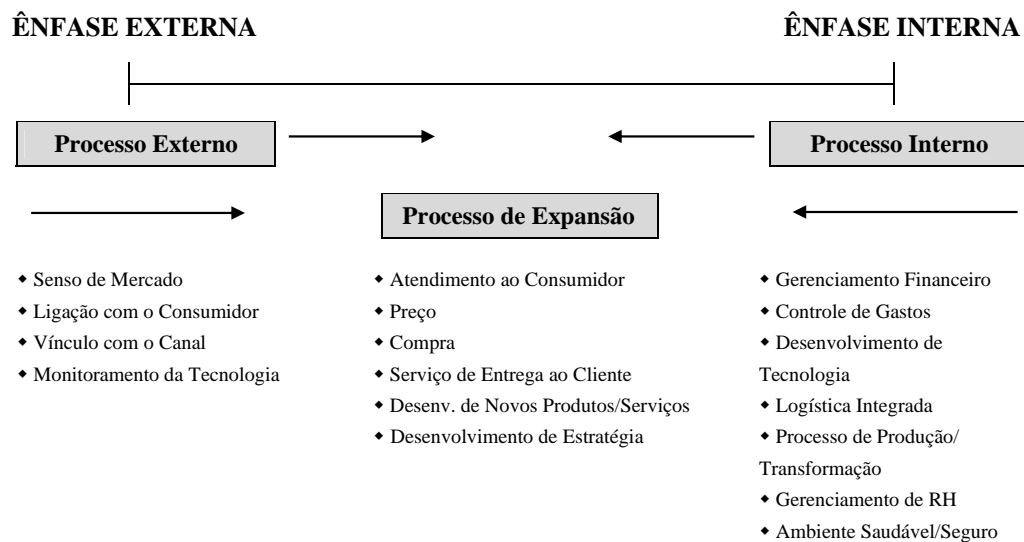 ÊNFASE EXTERNA
ÊNFASE INTERNA
Processo Externo
Processo Interno
Processo de Expansão
◆ Senso de Mercado
◆ Ligação com o Consumidor
◆ Vínculo com o Canal
◆ Monitoramento da Tecnologia
◆ Atendimento ao Consumidor
◆ Preço
◆ Compra
◆ Serviço de Entrega ao Cliente
◆ Desenv. de Novos Produtos/Serviços
◆ Desenvolvimento de Estratégia
◆ Gerenciamento Financeiro
◆ Controle de Gastos
◆ Desenvolvimento de
Tecnologia
◆ Logística Integrada
◆ Processo de Produção/
Transformação
◆ Gerenciamento de RH
◆ Ambiente Saudável/Seguro